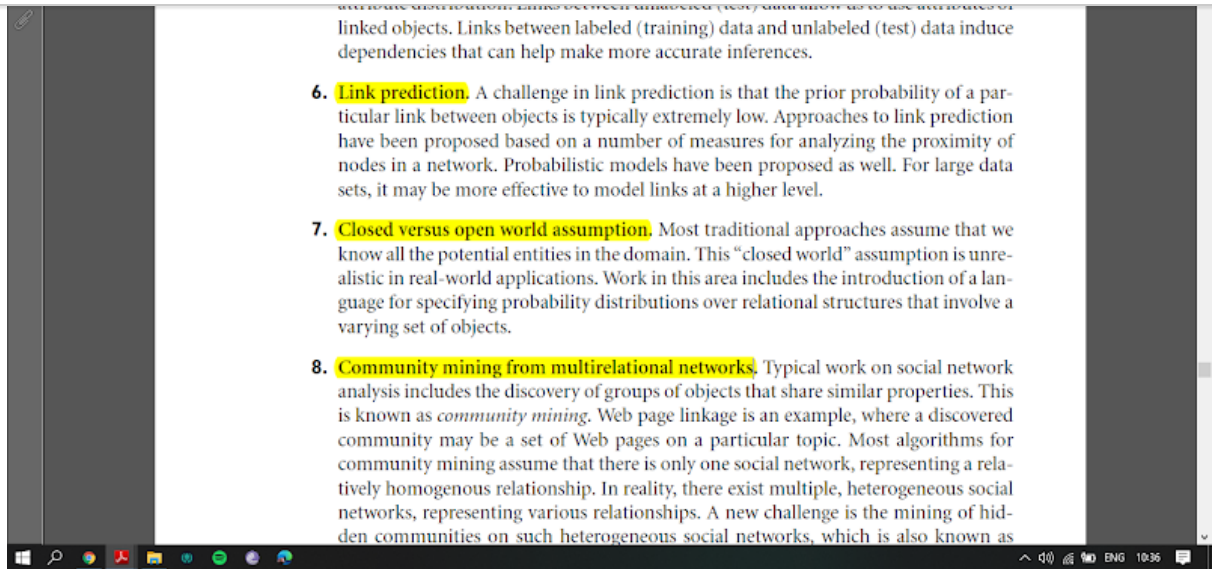 linked objects. Links between labeled (training) data and unlabeled (test) data induce
dependencies that can help make more accurate inferences.
6. Link prediction. A challenge in link prediction is that the prior probability of a par-
ticular link between objects is typically extremely low. Approaches to link prediction
have been proposed based on a number of measures for analyzing the proximity of
nodes in a network. Probabilistic models have been proposed as well. For large data
sets, it may be more effective to model links at a higher level.
7. Closed versus open world assumption. Most traditional approaches assume that we
know all the potential entities in the domain. This “closed world” assumption is unre-
alistic in real-world applications. Work in this area includes the introduction of a lan-
guage for specifying probability distributions over relational structures that involve a
varying set of objects.
8. Community mining from multirelational networks. Typical work on social network
analysis includes the discovery of groups of objects that share similar properties. This
is known as community mining. Web page linkage is an example, where a discovered
community may be a set of Web pages on a particular topic. Most algorithms for
community mining assume that there is only one social network, representing a rela-
tively homogenous relationship. In reality, there exist multiple, heterogeneous social
networks, representing various relationships. A new challenge is the mining of hid-
den communities on such heterogeneous social networks, which is also known as
ENG 10:36